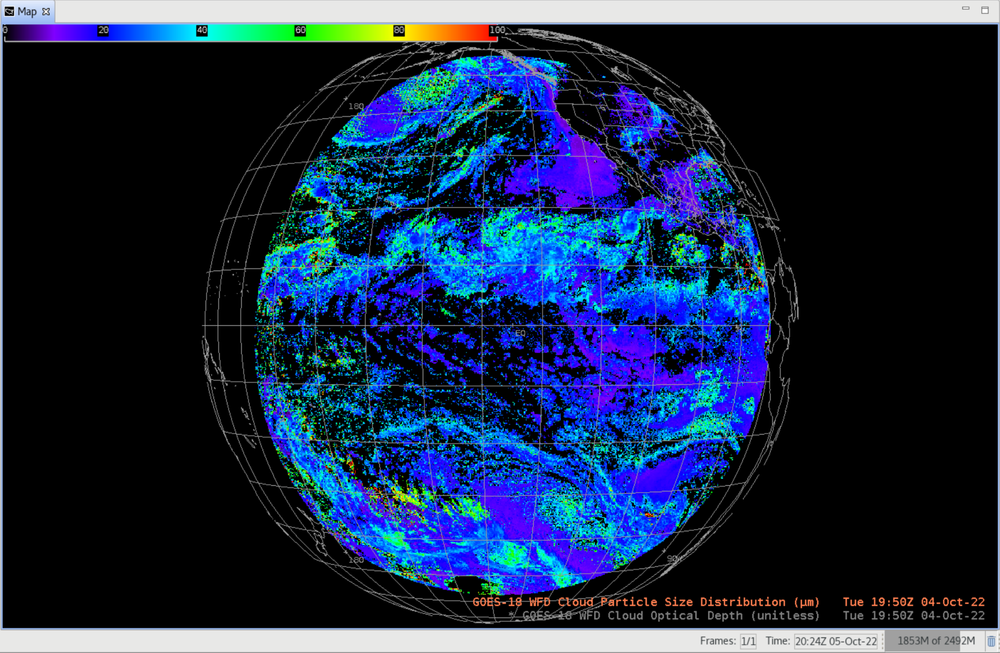 Map
0 20 40 60 80 100
180
EQ
180
90W
GOES-18 WFD Cloud Particle Size Distribution (µm) Tue 19:50Z 04-Oct-22
* GOES-18 WFD Cloud Optical Depth (unitless) Tue 19:50Z 04-Oct-22
Frames: 1/1 Time: 20:24Z 05-Oct-22 1853M of 2492M